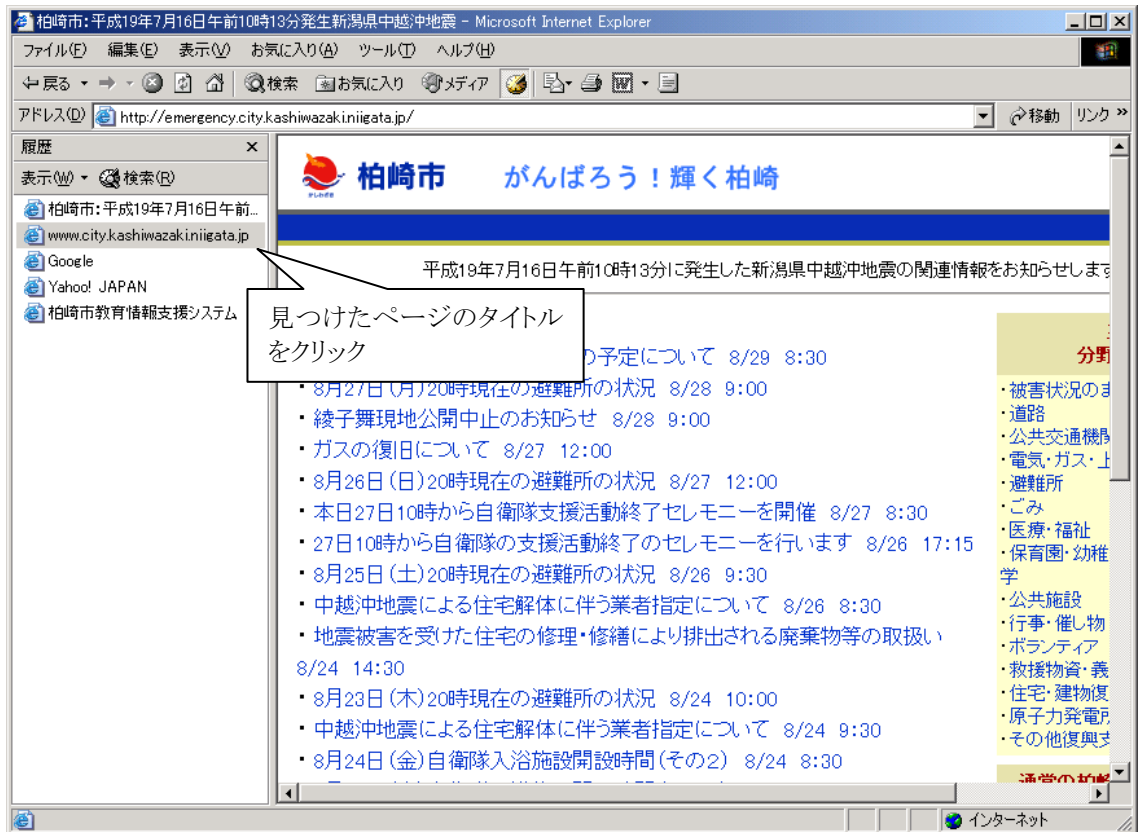 柏崎市：平成19年7月16日午前10時13分発生新潟県中越沖地震 - Microsoft Internet Explorer
ファイル(F) 編集(E) 表示(V) お気に入り(A) ツール(T) ヘルプ(H)
戻る 検索 お気に入り メディア
アドレス(D) http://emergency.city.kashiwazaki.niigata.jp/ 移動 リンク »
履歴 ×
表示(W) 検索(R)
柏崎市：平成19年7月16日午前...
www.city.kashiwazaki.niigata.jp
Google
Yahoo! JAPAN
柏崎市教育情報支援システム
見つけたページのタイトル
をクリック
かしわざき
柏崎市 がんばろう！輝く柏崎
平成19年7月16日午前10時13分に発生した新潟県中越沖地震の関連情報をお知らせします
の予定について 8/29 8:30
・8月27日(月)20時現在の避難所の状況 8/28 9:00
・綾子舞現地公開中止のお知らせ 8/28 9:00
・ガスの復旧について 8/27 12:00
・8月26日(日)20時現在の避難所の状況 8/27 12:00
・本日27日10時から自衛隊支援活動終了セレモニーを開催 8/27 8:30
・27日10時から自衛隊の支援活動終了のセレモニーを行います 8/26 17:15
・8月25日(土)20時現在の避難所の状況 8/26 9:30
・中越沖地震による住宅解体に伴う業者指定について 8/26 8:30
・地震被害を受けた住宅の修理・修繕により排出される廃棄物等の取扱い
8/24 14:30
・8月23日(木)20時現在の避難所の状況 8/24 10:00
・中越沖地震による住宅解体に伴う業者指定について 8/24 9:30
・8月24日(金)自衛隊入浴施設開設時間(その2) 8/24 8:30
分野
・被害状況のま
・道路
・公共交通機関
・電気・ガス・上
・避難所
・ごみ
・医療・福祉
・保育園・幼稚
学
・公共施設
・行事・催し物
・ボランティア
・救援物資・義
・住宅・建物復
・原子力発電所
・その他復興支
通常の柏崎
インターネット